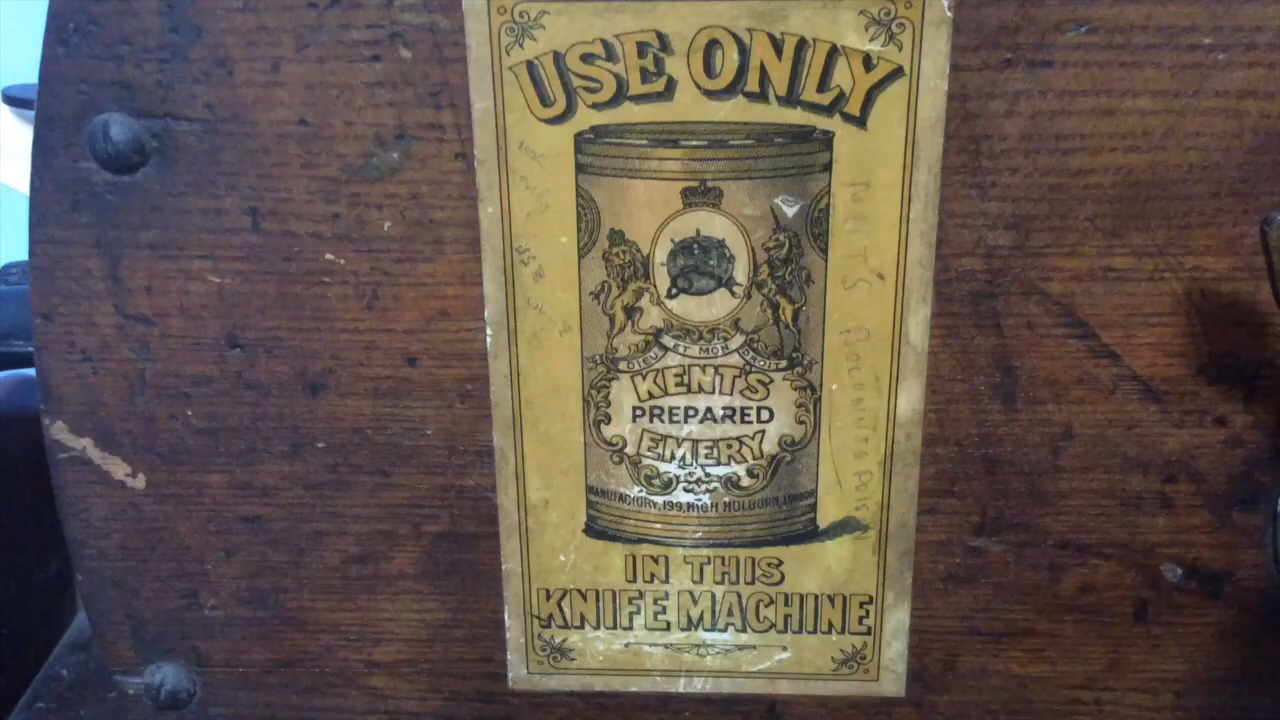 USE ONLY
DIEU ET MON DROIT
KENT'S
PREPARED
EMERY
MANUFACTORY, 199, HIGH HOLBORN, LONDON
IN THIS
KNIFE MACHINE